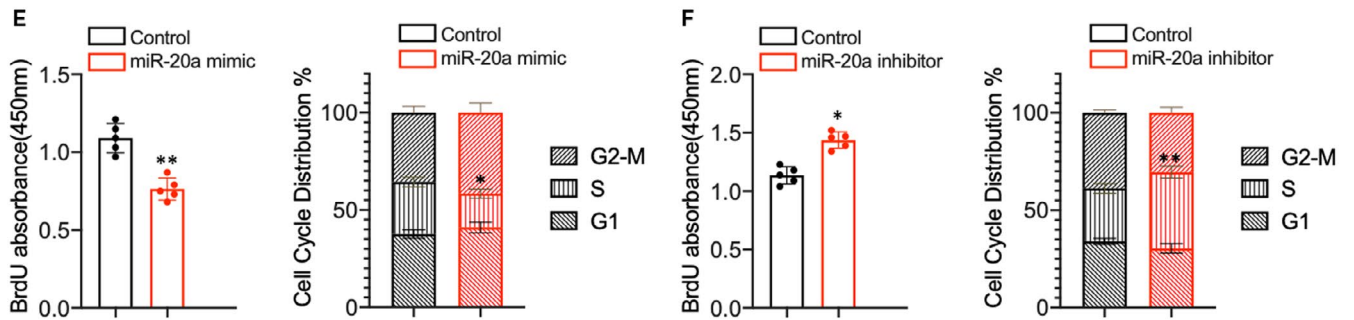 E
Control
miR-20a mimic
BrdU absorbance(450nm)
1.5
1.0
0.5
0.0
**
Control
miR-20a mimic
Cell Cycle Distribution %
100
50
0
*
G2-M
S
G1
F
Control
miR-20a inhibitor
BrdU absorbance(450nm)
2.0
1.5
1.0
0.5
0.0
*
Control
miR-20a inhibitor
Cell Cycle Distribution %
100
50
0
**
G2-M
S
G1